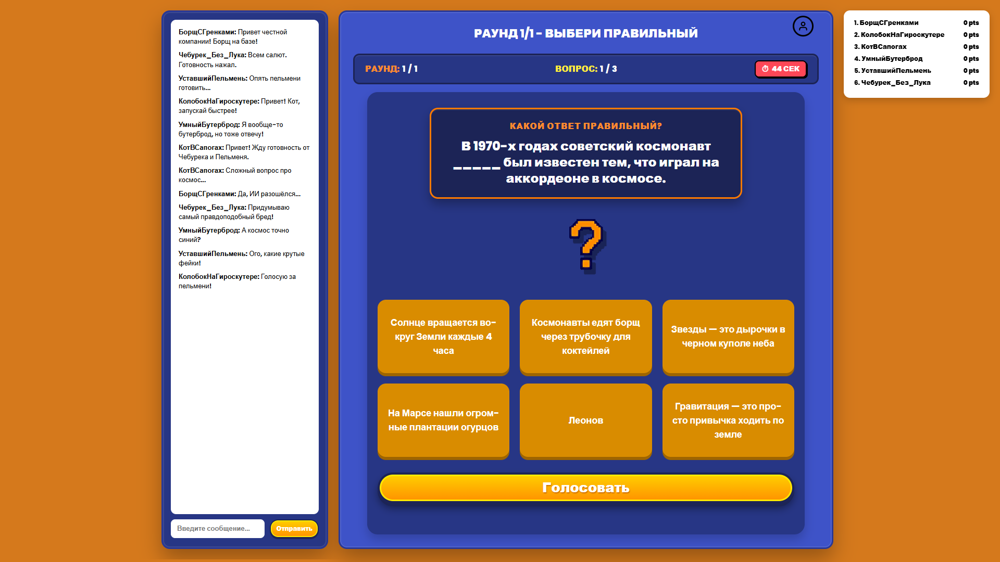 БорщСГренками: Привет честной
компании! Борщ на базе!
Чебурек_Без_Лука: Всем салют.
Готовность нажал.
УставшийПельмень: Опять пельмени
готовить...
КолобокНаГироскутере: Привет! Кот,
запускай быстрее!
УмныйБутерброд: Я вообще-то
бутерброд, но тоже отвечу!
КотВСапогах: Привет! Жду готовность от
Чебурека и Пельменя.
КотВСапогах: Сложный вопрос про
космос...
БорщСГренками: Да, ИИ разошёлся...
Чебурек_Без_Лука: Придумываю
самый правдоподобный бред!
УмныйБутерброд: А космос точно
синий?
УставшийПельмень: Ого, какие крутые
фейки!
КолобокНаГироскутере: Голосую за
пельмени!
Введите сообщение...
Отправить
РАУНД 1/1 - ВЫБЕРИ ПРАВИЛЬНЫЙ
РАУНД: 1 / 1
ВОПРОС: 1 / 3
⏱ 44 СЕК
КАКОЙ ОТВЕТ ПРАВИЛЬНЫЙ?
В 1970-х годах советский космонавт
_____ был известен тем, что играл на
аккордеоне в космосе.
?
Солнце вращается во-
круг Земли каждые 4
часа
Космонавты едят борщ
через трубочку для
коктейлей
Звезды — это дырочки в
черном куполе неба
На Марсе нашли огром-
ные плантации огурцов
Леонов
Гравитация — это про-
сто привычка ходить по
земле
Голосовать
1. БорщСГренками 0 pts
2. КолобокНаГироскутере 0 pts
3. КотВСапогах 0 pts
4. УмныйБутерброд 0 pts
5. УставшийПельмень 0 pts
6. Чебурек_Без_Лука 0 pts